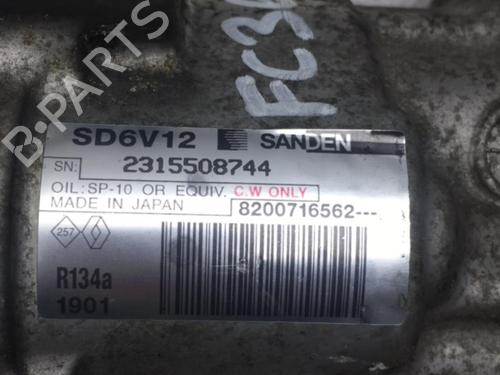 FC3
B-PARTS
SD6V12 SANDEN
SN: 2315508744
OIL:SP-10 OR EQUIV. C.W ONLY
MADE IN JAPAN 8200716562---
257
R134a
1901